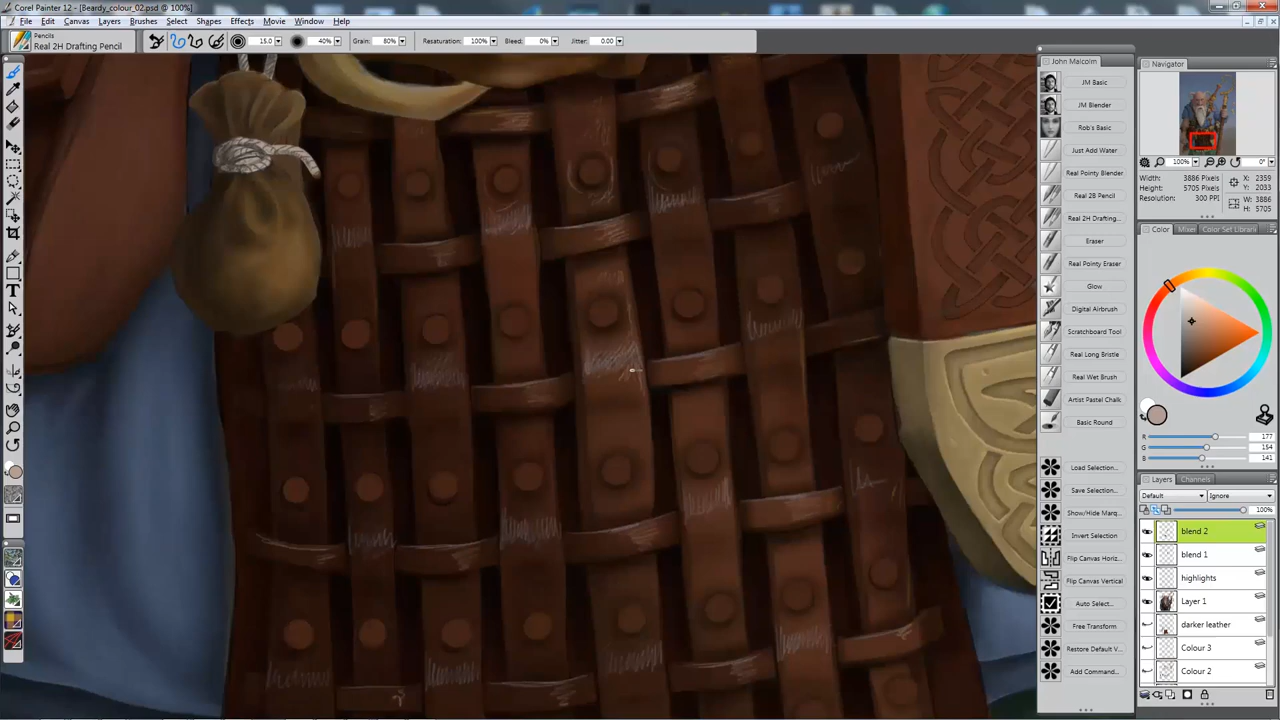 Corel Painter 12 - [Beardy_colour_02.psd @ 100%]
File Edit Canvas Layers Brushes Select Shapes Effects Movie Window Help
Pencils
Real 2H Drafting Pencil
15.0 40% Grain: 80% Resaturation: 100% Bleed: 0% Jitter: 0.00
John Malcolm
JM Basic
JM Blender
Rob's Basic
Just Add Water
Real Pointy Blender
Real 2B Pencil
Real 2H Drafting...
Eraser
Real Pointy Eraser
Glow
Digital Airbrush
Scratchboard Tool
Real Long Bristle
Real Wet Brush
Artist Pastel Chalk
Basic Round
Load Selection...
Save Selection...
Show/Hide Marq...
Invert Selection
Flip Canvas Horiz...
Flip Canvas Vertical
Auto Select...
Free Transform
Restore Default V...
Add Command...
Navigator
100% 0°
Width: 3886 Pixels
Height: 5705 Pixels
Resolution: 300 PPI
X: 2359
Y: 2033
W: 3886
H: 5705
Color Mixer Color Set Librarie
R 177
G 154
B 141
Layers Channels
Default Ignore 100%
blend 2
blend 1
highlights
Layer 1
darker leather
Colour 3
Colour 2
T